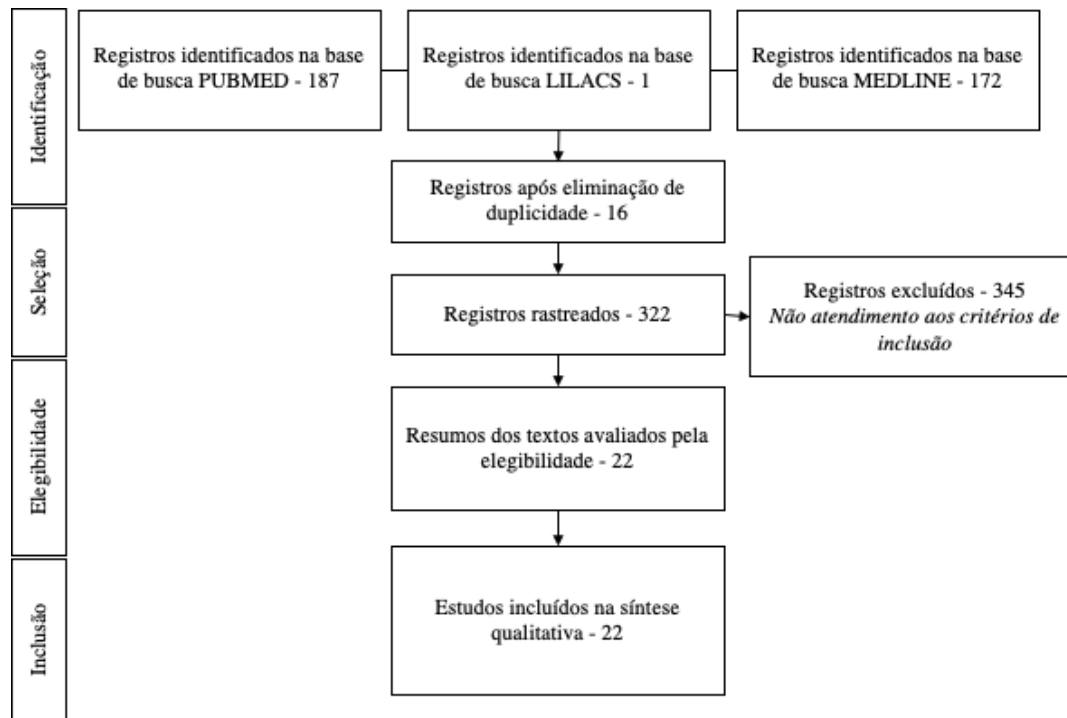 Identificação
Registros identificados na base
de busca PUBMED - 187
Registros identificados na base
de busca LILACS - 1
Registros identificados na base
de busca MEDLINE - 172
Registros após eliminação de
duplicidade - 16
Seleção
Registros rastreados - 322
Registros excluídos - 345
Não atendimento aos critérios de
inclusão
Elegibilidade
Resumos dos textos avaliados pela
elegibilidade - 22
Inclusão
Estudos incluídos na síntese
qualitativa - 22